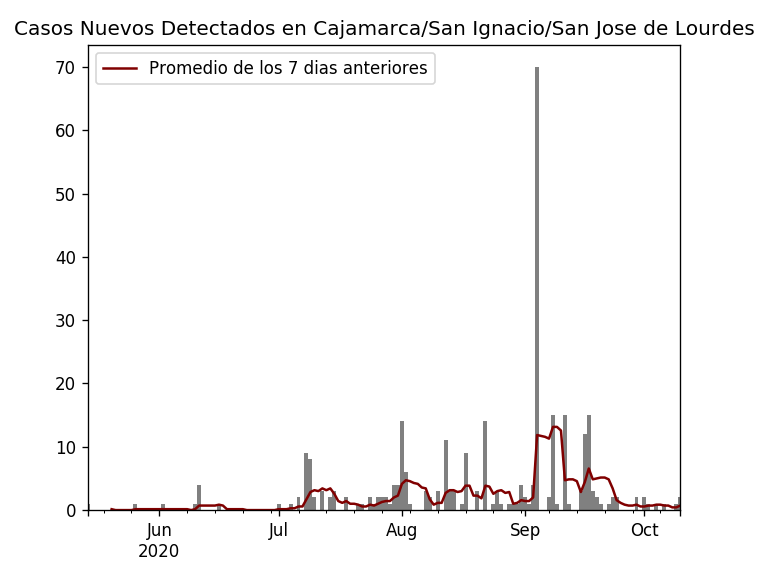 Casos Nuevos Detectados en Cajamarca/San Ignacio/San Jose de Lourdes
Promedio de los 7 dias anteriores
70
60
50
40
30
20
10
0
Jun
2020
Jul
Aug
Sep
Oct